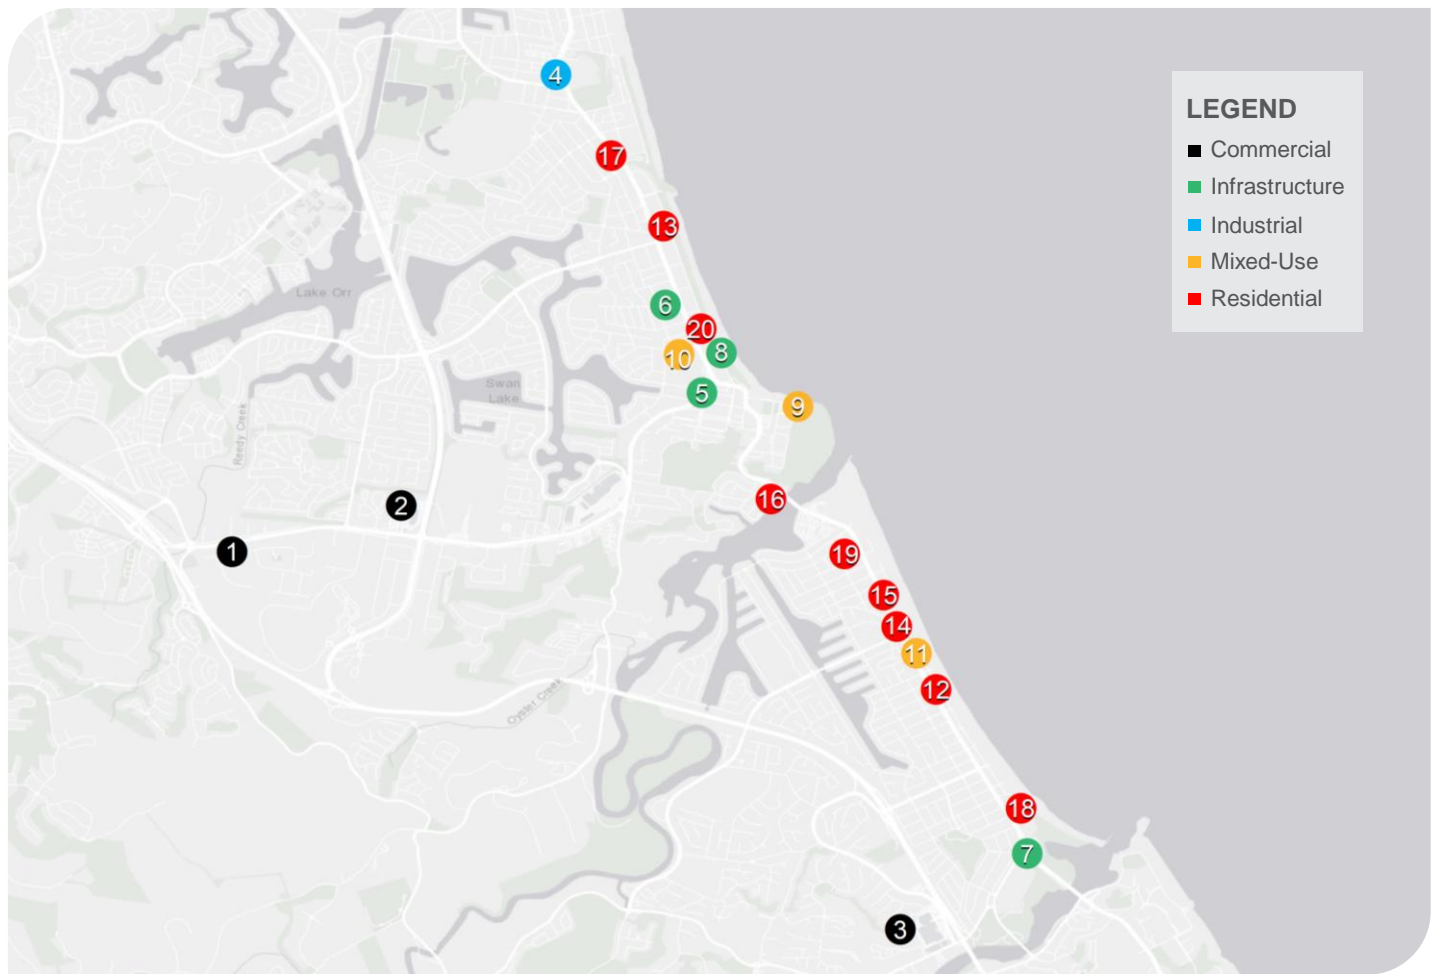 4
LEGEND
Commercial
17
Infrastructure
13
Industrial
Mixed-Use
Lake Orr
Residential
6
20
10
8
Swan
Lake
5
9
Reedy Creek
16
2
1
19
15
14
11
12
Oyster Creek
18
7
3